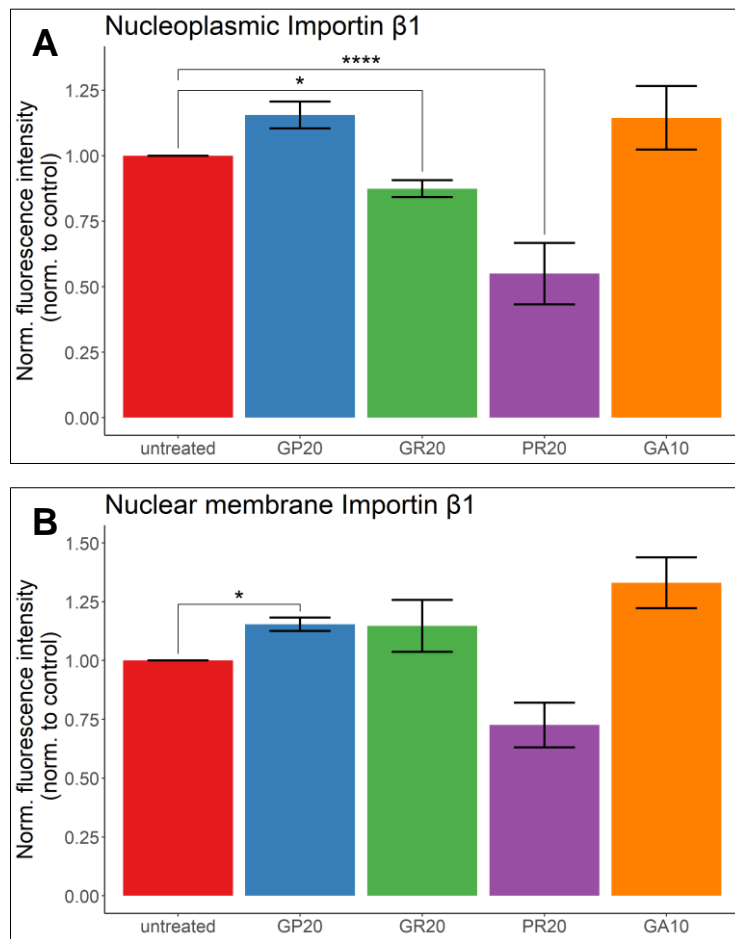 A
Nucleoplasmic Importin β1
Norm. fluorescence intensity
(norm. to control)
1.25
1.00
0.75
0.50
0.25
0.00
****
*
untreated
GP20
GR20
PR20
GA10
B
Nuclear membrane Importin β1
Norm. fluorescence intensity
(norm. to control)
1.50
1.25
1.00
0.75
0.50
0.25
0.00
*
untreated
GP20
GR20
PR20
GA10